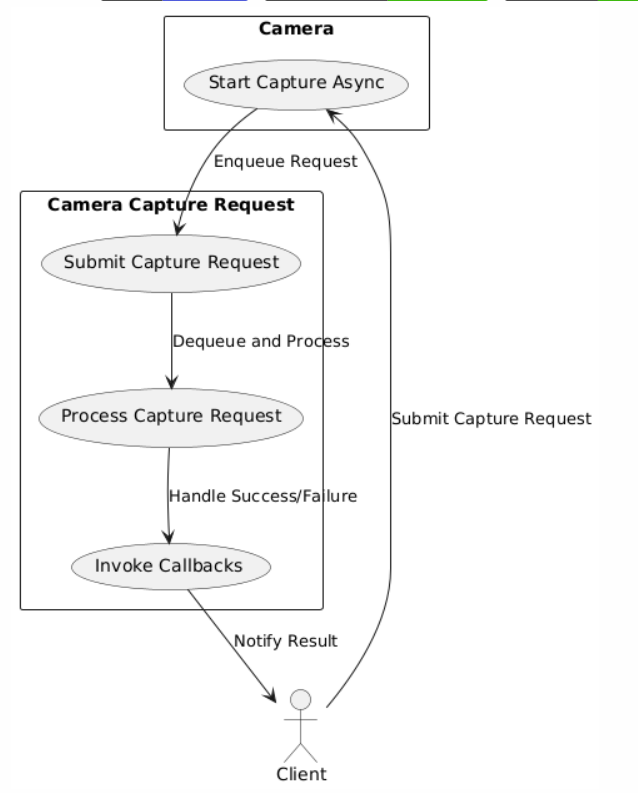 Camera
Start Capture Async
Enqueue Request
Camera Capture Request
Submit Capture Request
Dequeue and Process
Process Capture Request
Submit Capture Request
Handle Success/Failure
Invoke Callbacks
Notify Result
Client